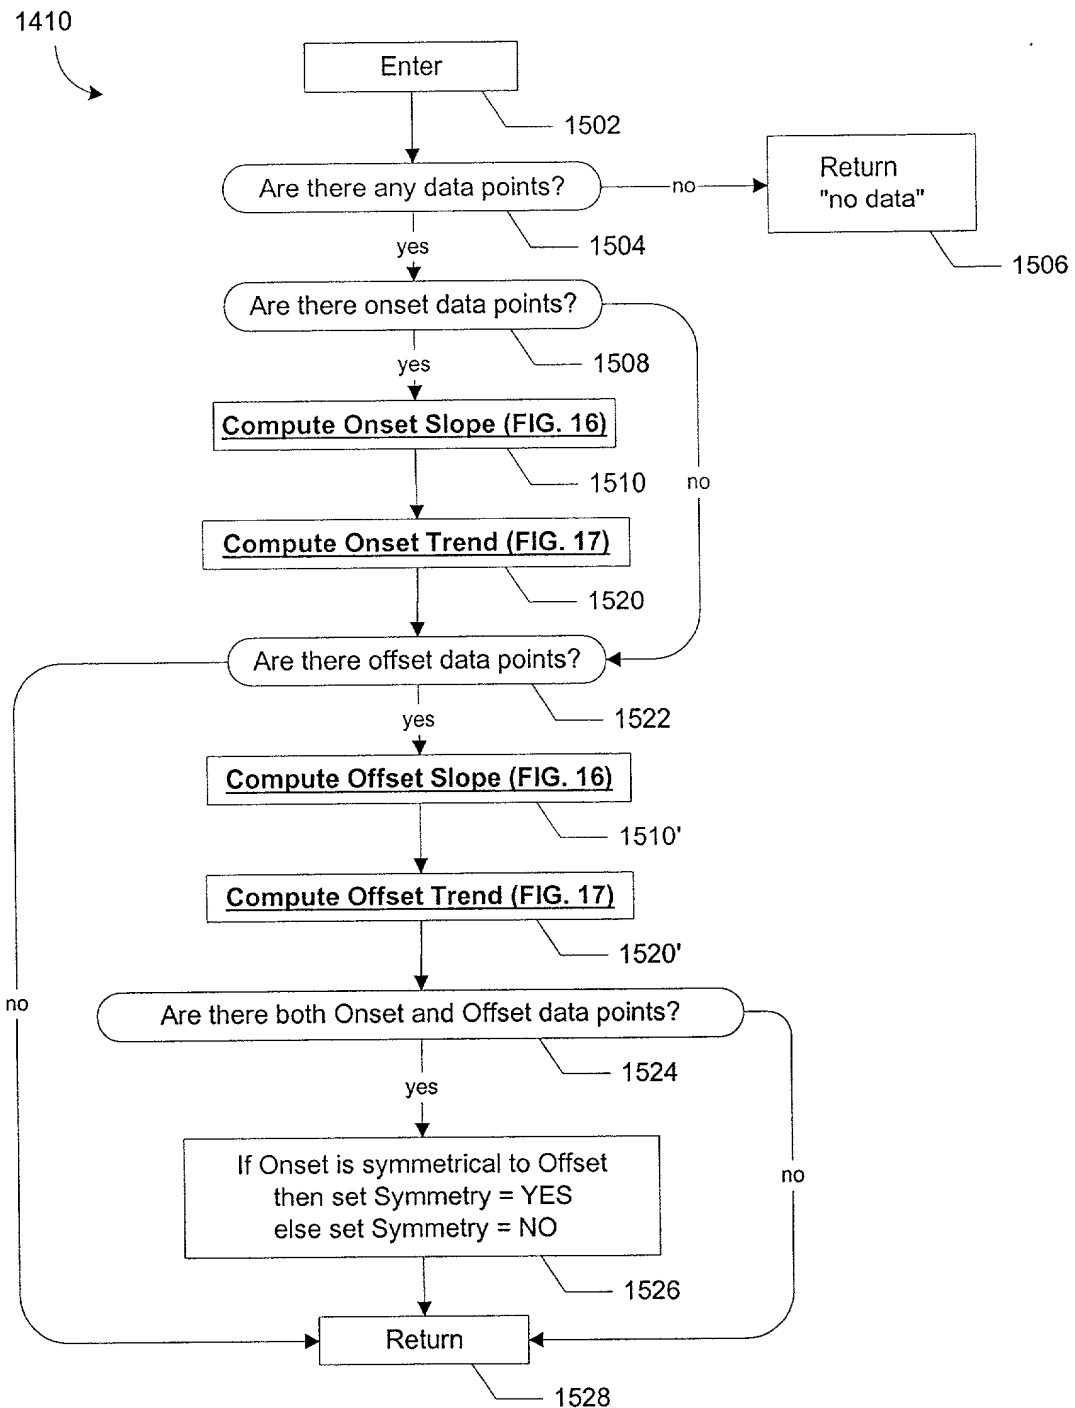 1410
Enter
1502
Are there any data points?
no
Return
"no data"
1504
1506
yes
Are there onset data points?
1508
yes
Compute Onset Slope (FIG. 16)
1510
no
Compute Onset Trend (FIG. 17)
1520
Are there offset data points?
1522
yes
Compute Offset Slope (FIG. 16)
1510'
Compute Offset Trend (FIG. 17)
1520'
no
Are there both Onset and Offset data points?
1524
yes
If Onset is symmetrical to Offset
then set Symmetry = YES
else set Symmetry = NO
no
1526
Return
1528